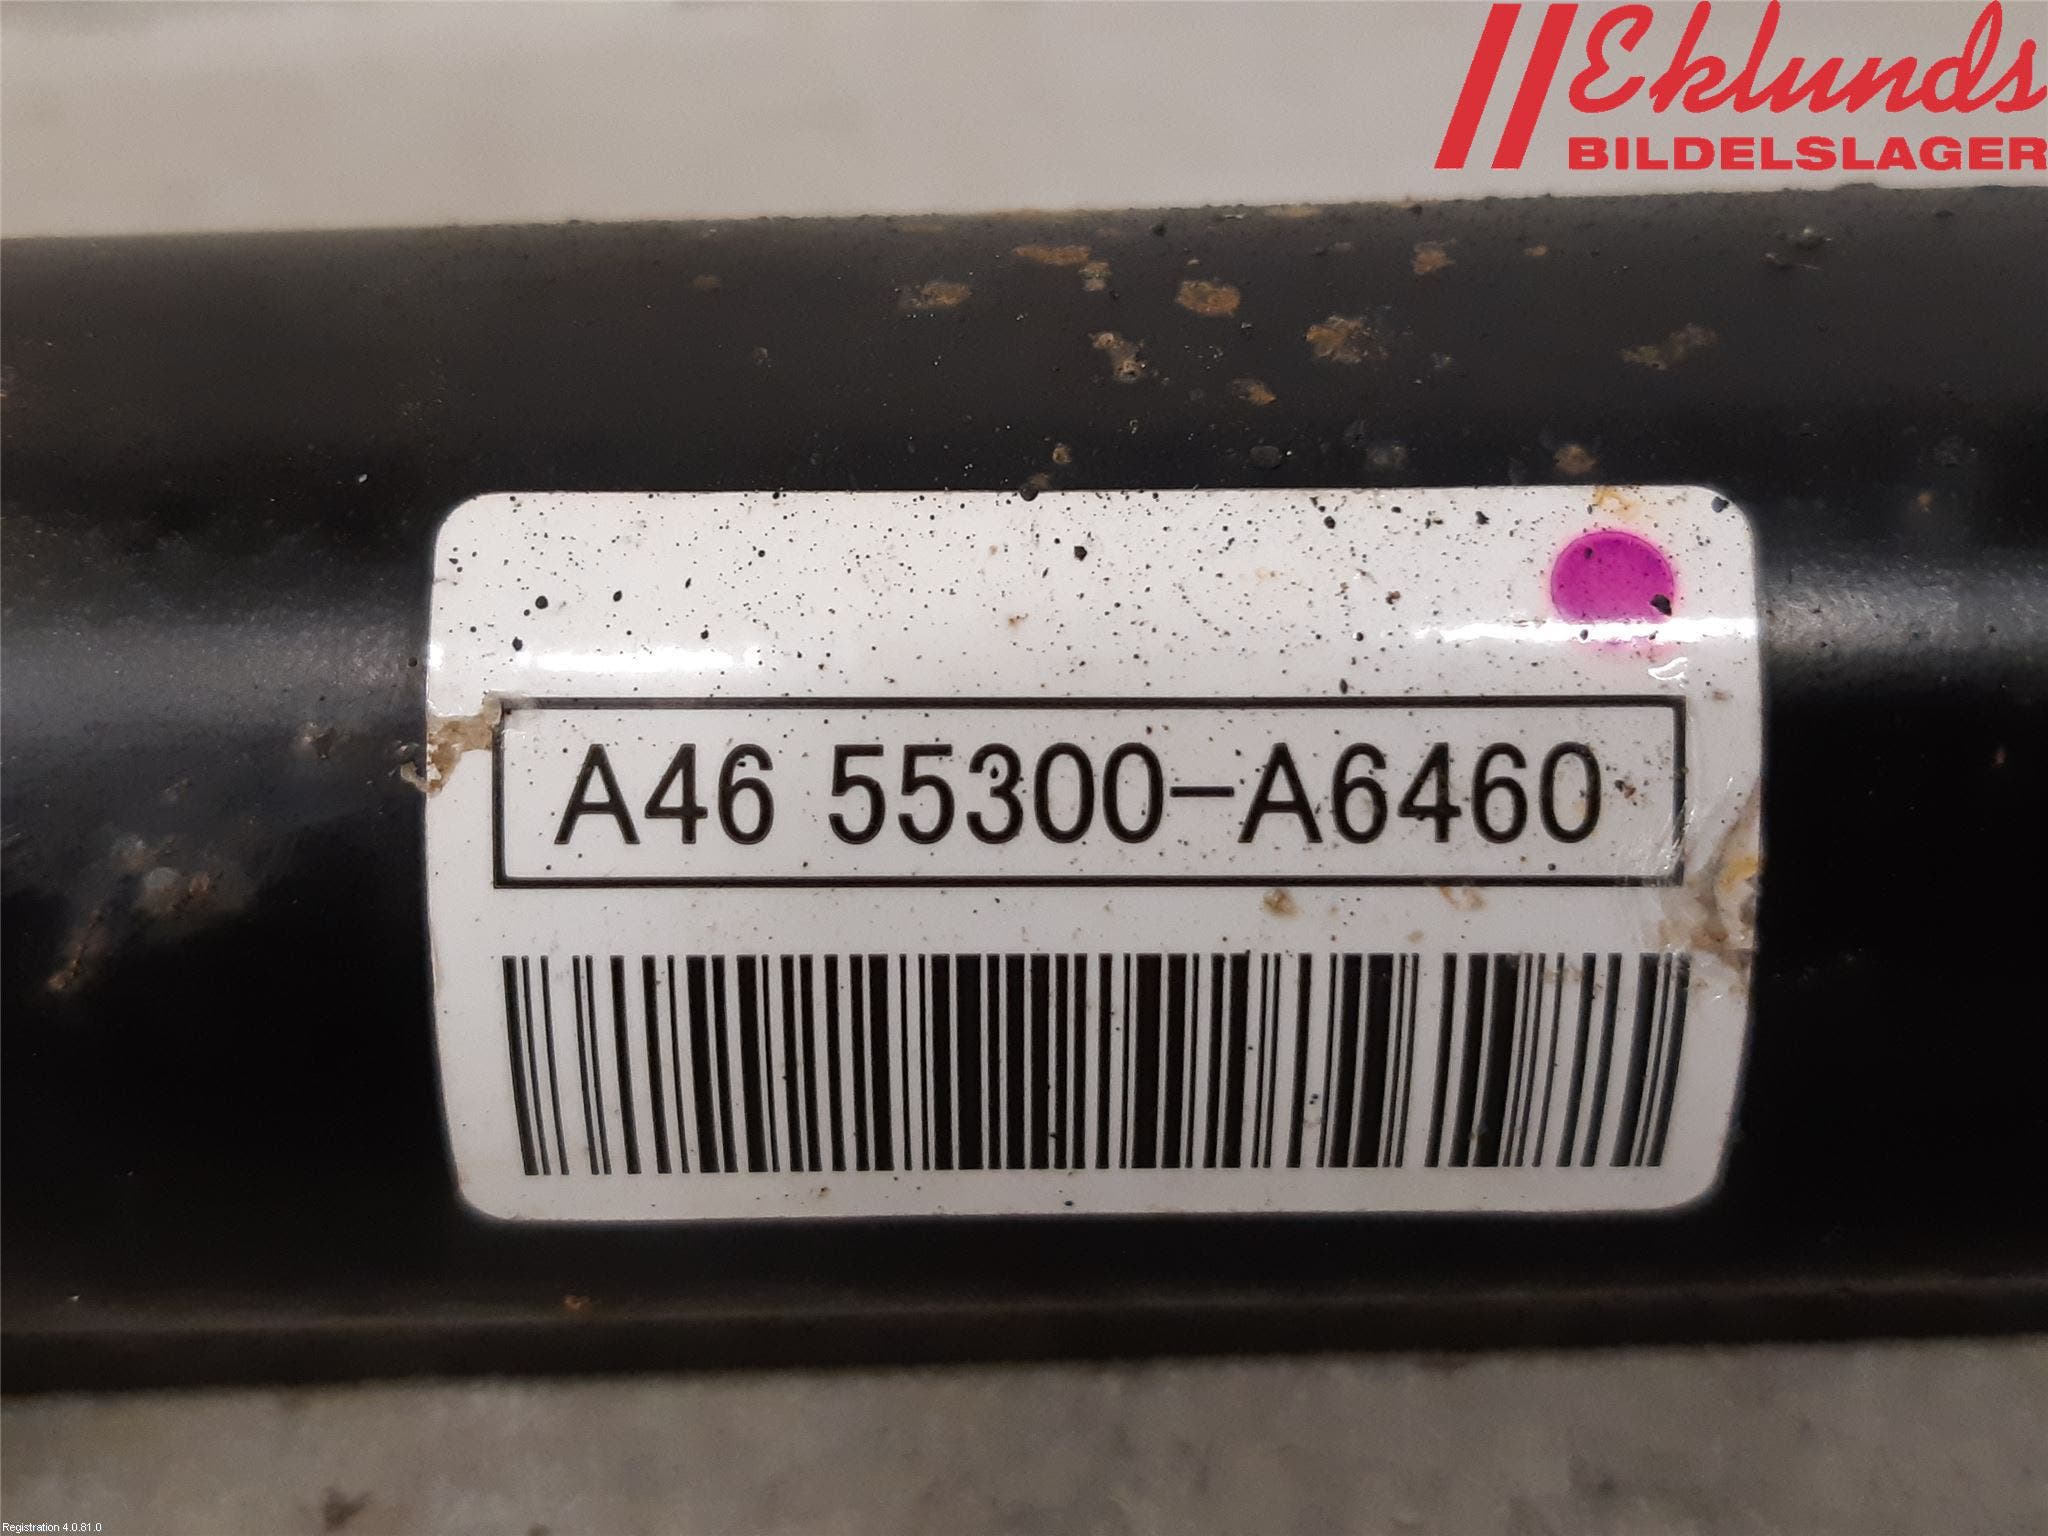 Eklunds
BILDELSLAGER
A46 55300-A6460
Registration 4.0.81.0